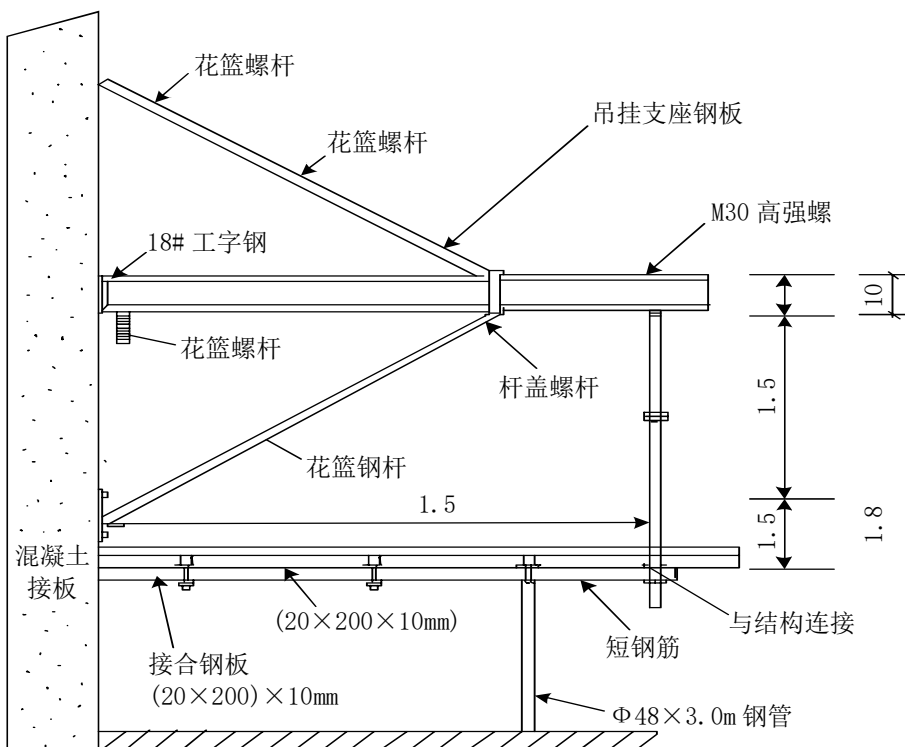 花篮螺杆
花篮螺杆
吊挂支座钢板
M30 高强螺
18# 工字钢
10
花篮螺杆
杆盖螺杆
1.5
花篮钢杆
1.5
1.5
1.8
混凝土
接板
(20×200×10mm)
与结构连接
短钢筋
接合钢板
(20×200)×10mm
Φ48×3.0m 钢管